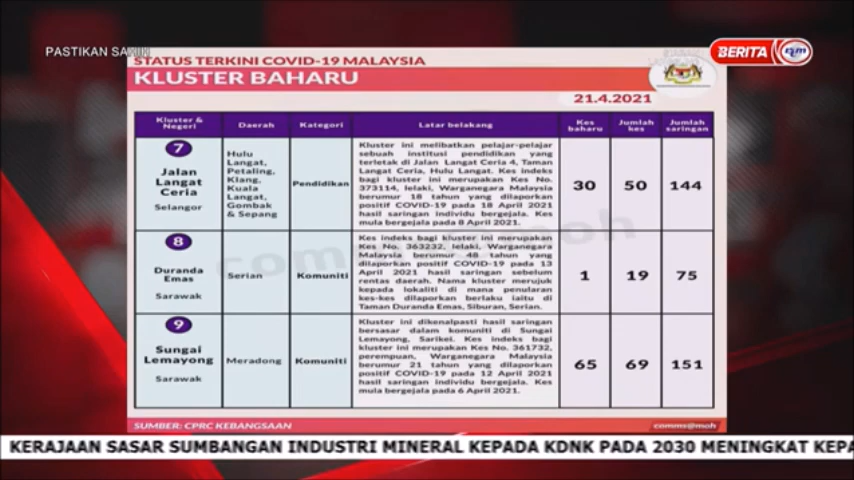 PASTIKAN
BERITA rtm
STATUS TERKINI COVID-19 MALAYSIA
KLUSTER BAHARU
21.4.2021
Kluster & Negeri
Daerah
Kategori
Latar belakang
Kes baharu
Jumlah kes
Jumlah saringan
7
Jalan
Langat
Ceria
Selangor
Hulu
Langat,
Petaling,
Klang,
Kuala
Langat,
Gombak
& Sepang
Pendidikan
Kluster ini melibatkan pelajar-pelajar
sebuah institusi pendidikan yang
terletak di Jalan Langat Ceria 4, Taman
Langat Ceria, Hulu Langat. Kes indeks
bagi kluster ini merupakan Kes No.
373114, lelaki, Warganegara Malaysia
berumur 18 tahun yang dilaporkan
positif COVID-19 pada 18 April 2021
hasil saringan individu bergejala. Kes
mula bergejala pada 8 April 2021.
30
50
144
8
Duranda
Emas
Sarawak
Serian
Komuniti
Kes indeks bagi kluster ini merupakan
Kes No. 363232, lelaki, Warganegara
Malaysia berumur 48 tahun yang
dilaporkan positif COVID-19 pada 13
April 2021 hasil saringan sebelum
rentas daerah. Nama kluster merujuk
kepada lokaliti di mana penularan
kes-kes dilaporkan berlaku iaitu di
Taman Duranda Emas, Siburan, Serian.
1
19
75
9
Sungai
Lemayong
Sarawak
Meradong
Komuniti
Kluster ini dikenalpasti hasil saringan
bersasar dalam komuniti di Sungai
Lemayong, Sarikei. Kes indeks bagi
kluster ini merupakan Kes No. 361732,
perempuan, Warganegara Malaysia
berumur 21 tahun yang dilaporkan
positif COVID-19 pada 12 April 2021
hasil saringan individu bergejala. Kes
mula bergejala pada 6 April 2021.
65
69
151
SUMBER: CPRC KEBANGSAAN
comms@moh
KERAJAAN SASAR SUMBANGAN INDUSTRI MINERAL KEPADA KDNK PADA 2030 MENINGKAT KEPA